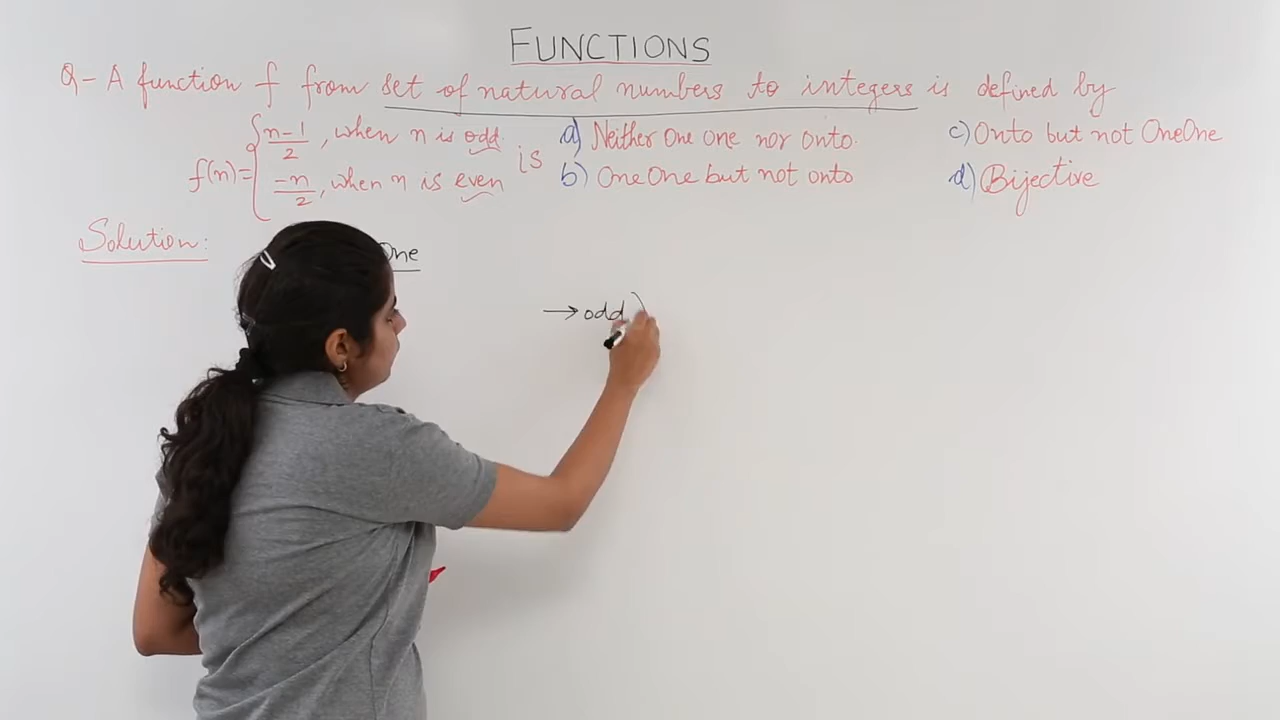 FUNCTIONS
Q- A function f from set of natural numbers to integers is defined by
f(n)= { n-1/2, when n is odd
-n/2, when n is even
is
a) Neither One one nor onto.
b) OneOne but not onto
c) Onto but not OneOne
d) Bijective
Solution:
One
→ odd )